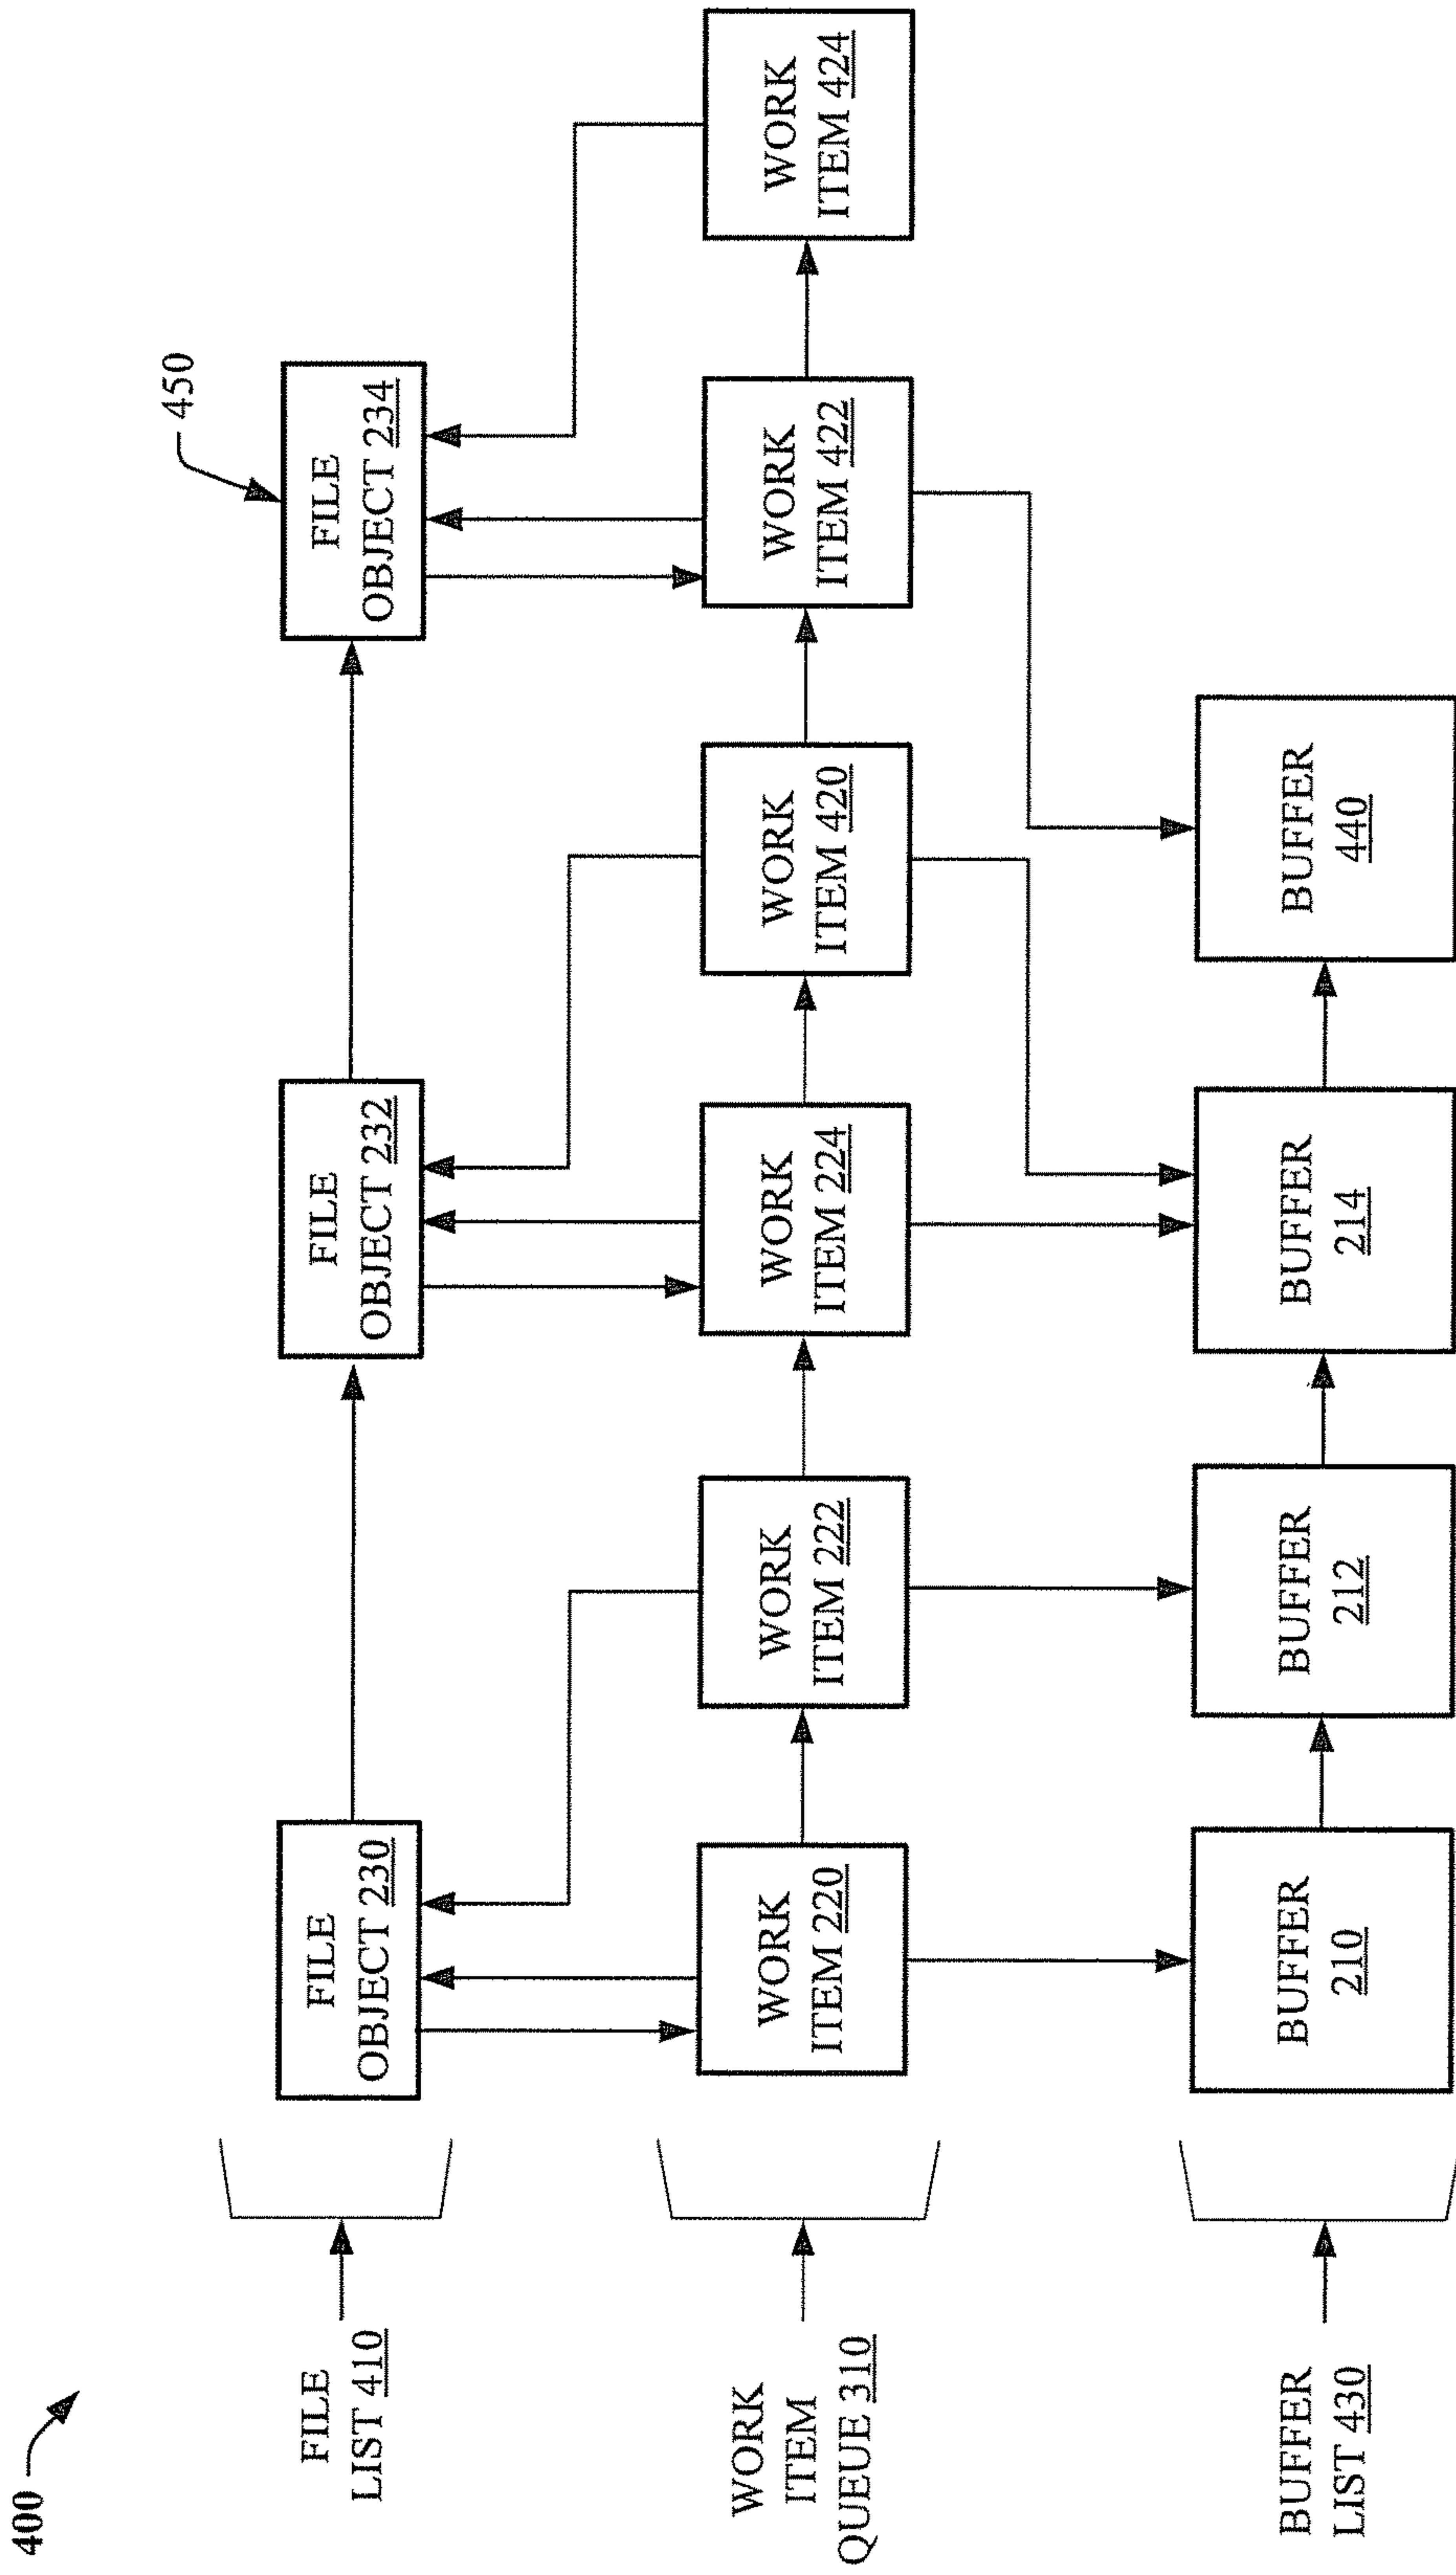 400
450
FILE
LIST 410
FILE
OBJECT 230
FILE
OBJECT 232
FILE
OBJECT 234
WORK
ITEM
QUEUE 310
WORK
ITEM 220
WORK
ITEM 222
WORK
ITEM 224
WORK
ITEM 420
WORK
ITEM 422
WORK
ITEM 424
BUFFER
LIST 430
BUFFER
210
BUFFER
212
BUFFER
214
BUFFER
440